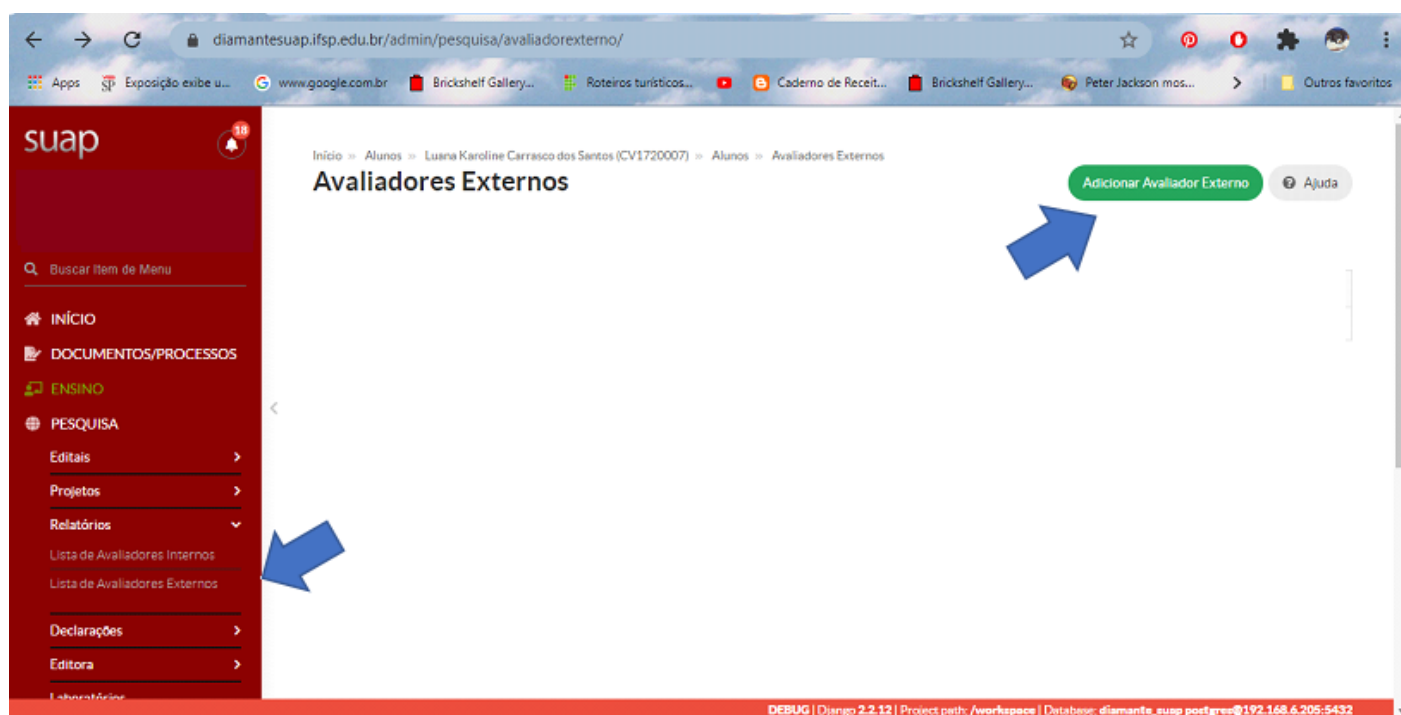 diamantesuap.ifsp.edu.br/admin/pesquisa/avaliadorexterno/
Apps Exposição exibe u... www.google.com.br Brickshelf Gallery... Roteiros turísticos... Caderno de Receit... Brickshelf Gallery... Peter Jackson mos... Outros favoritos
suap 18
Início » Alunos » Luana Karoline Carrasco dos Santos (CV1720007) » Alunos » Avaliadores Externos
Avaliadores Externos
Adicionar Avaliador Externo
Ajuda
Buscar Item de Menu
INÍCIO
DOCUMENTOS/PROCESSOS
ENSINO
PESQUISA
Editais
Projetos
Relatórios
Lista de Avaliadores Internos
Lista de Avaliadores Externos
Declarações
Editora
Laboratórios
DEBUG | Django 2.2.12 | Project path: /workspace | Database: diamante_suap postgres@192.168.6.205:5432